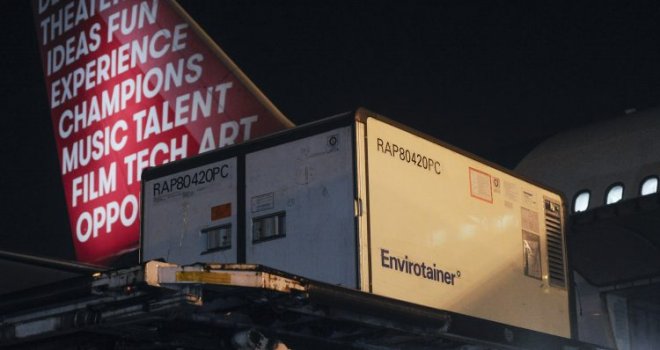 THEATER
IDEAS FUN
EXPERIENCE
CHAMPIONS
MUSIC TALENT
FILM TECH ART
OPPO
RAP80420PC
RAP80420PC
Envirotainer